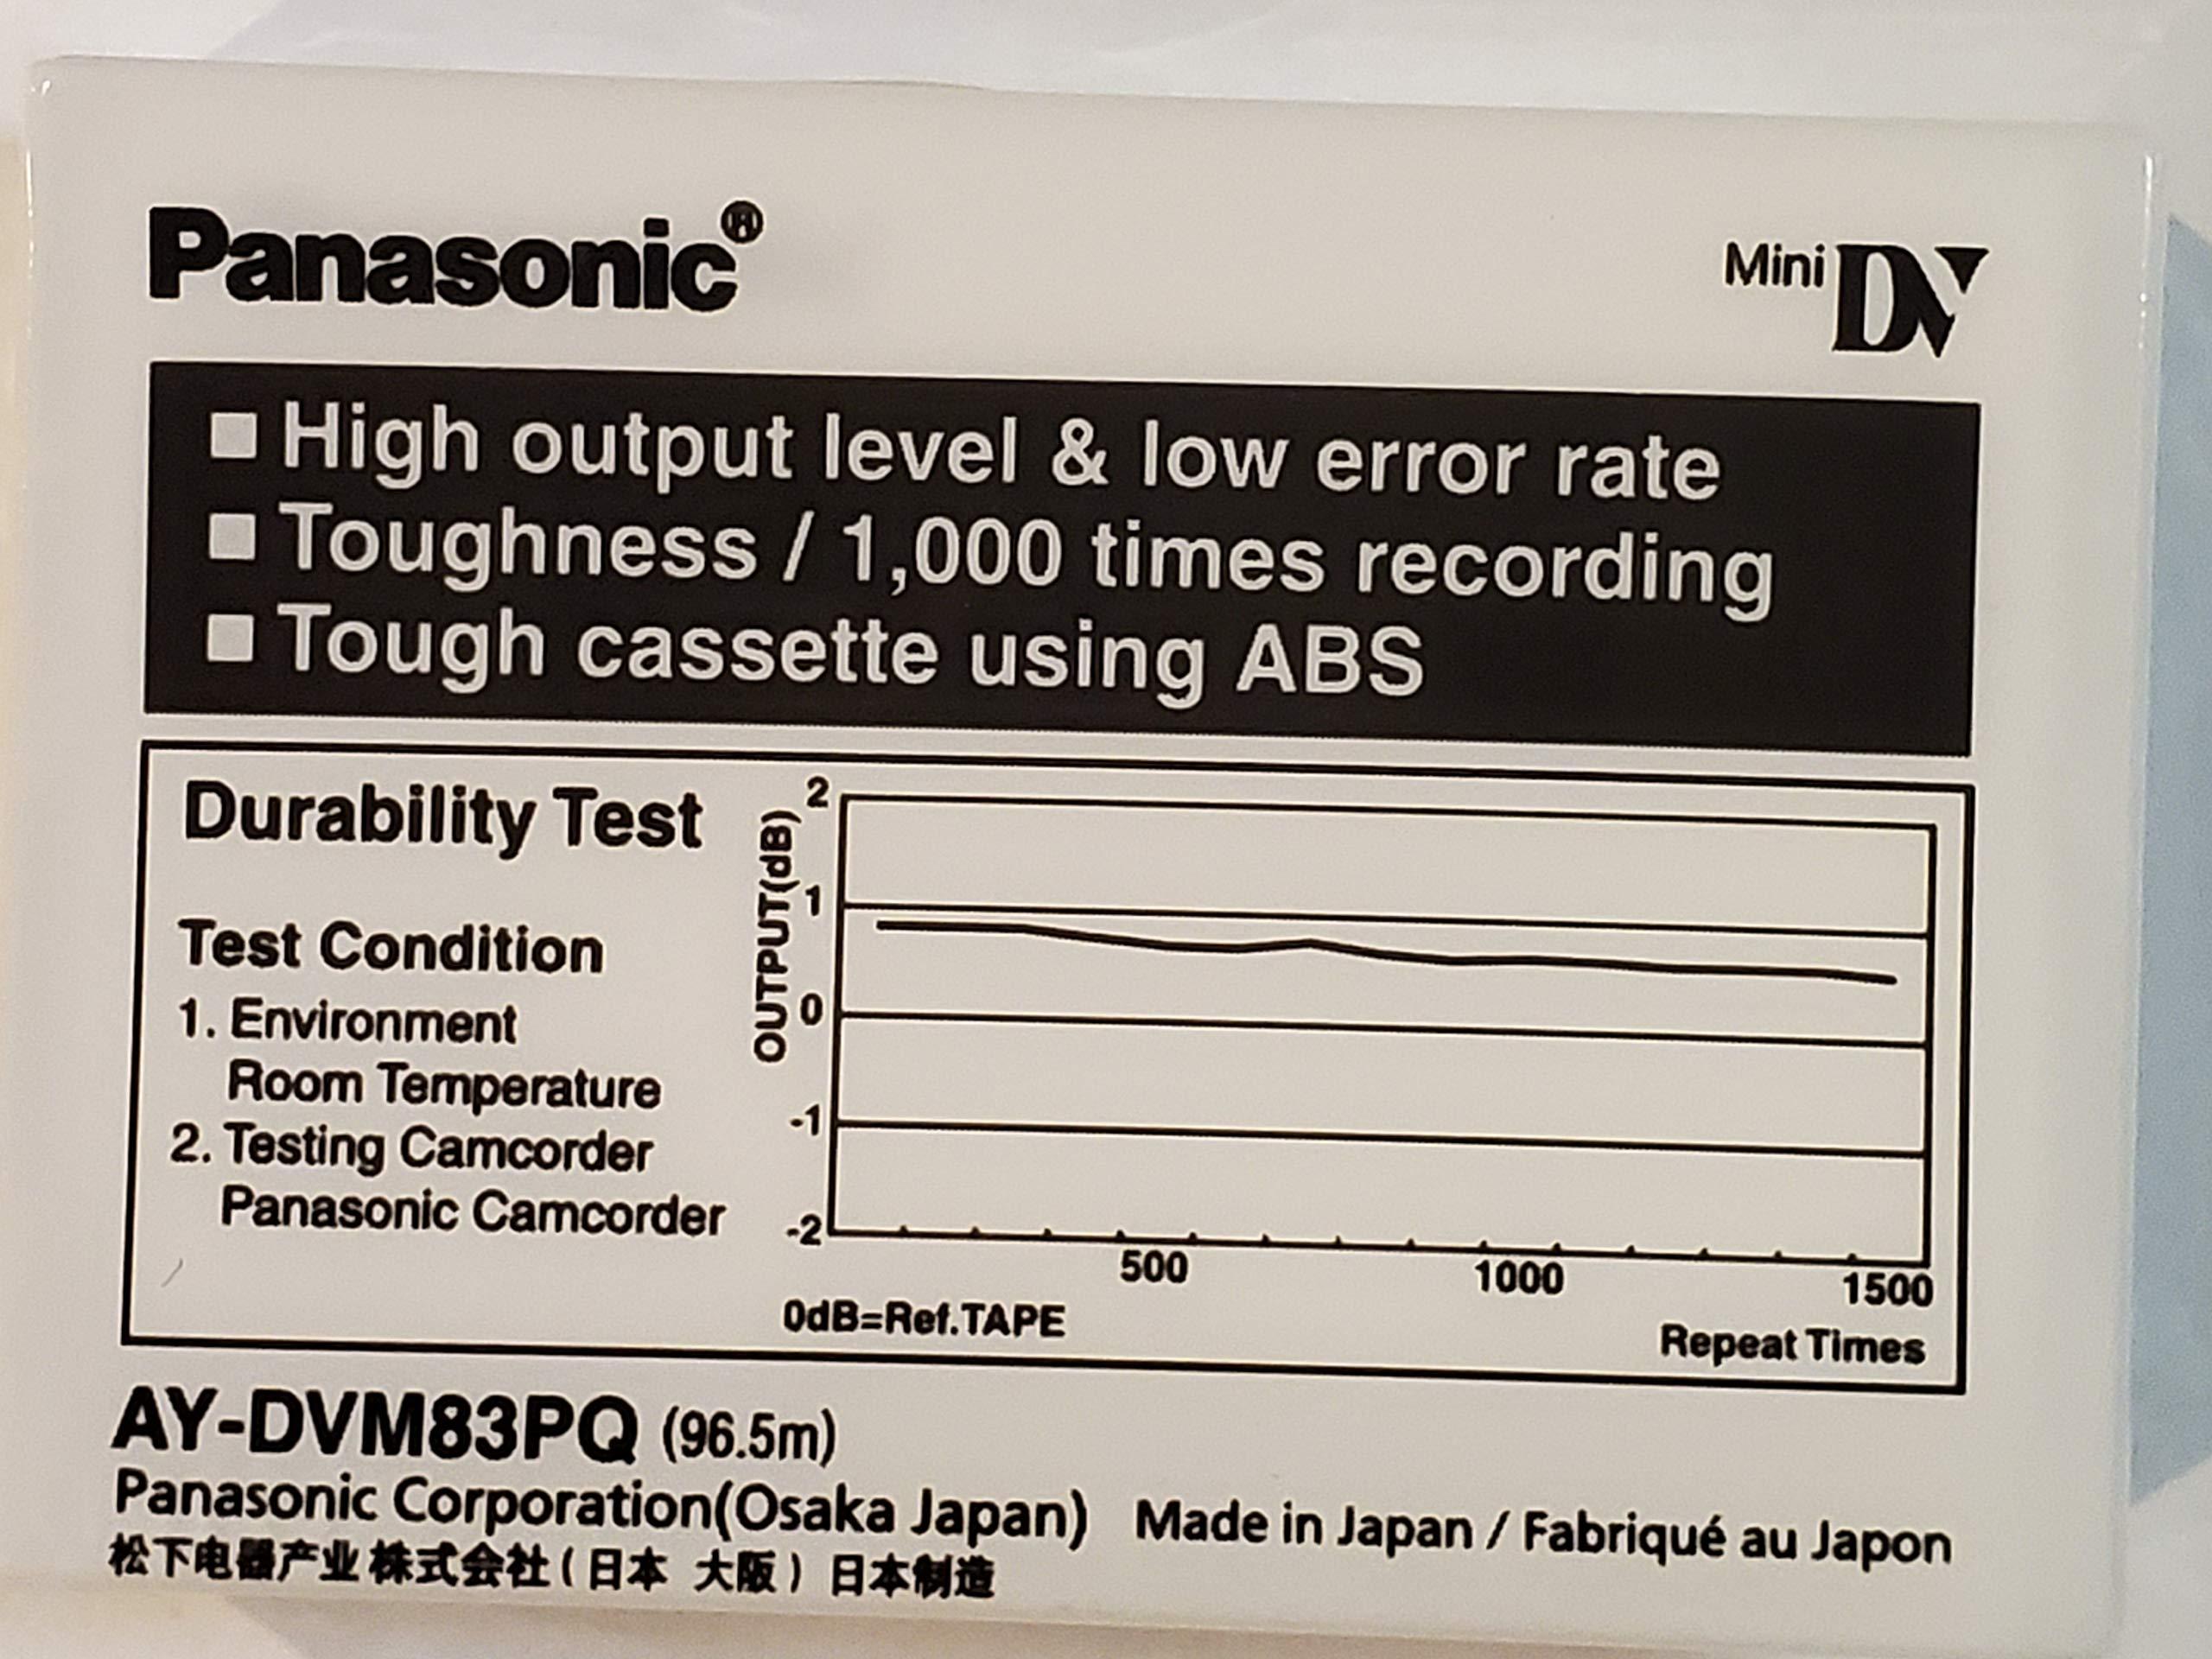 Panasonic®
Mini DV
■ High output level & low error rate
■ Toughness / 1,000 times recording
■ Tough cassette using ABS
Durability Test
Test Condition
1. Environment
Room Temperature
2. Testing Camcorder
Panasonic Camcorder
OUTPUT(dB)
2
1
0
-1
-2
500 1000 1500
0dB=Ref.TAPE
Repeat Times
AY-DVM83PQ (96.5m)
Panasonic Corporation(Osaka Japan) Made in Japan / Fabriqué au Japon
松下电器产业株式会社(日本 大阪) 日本制造